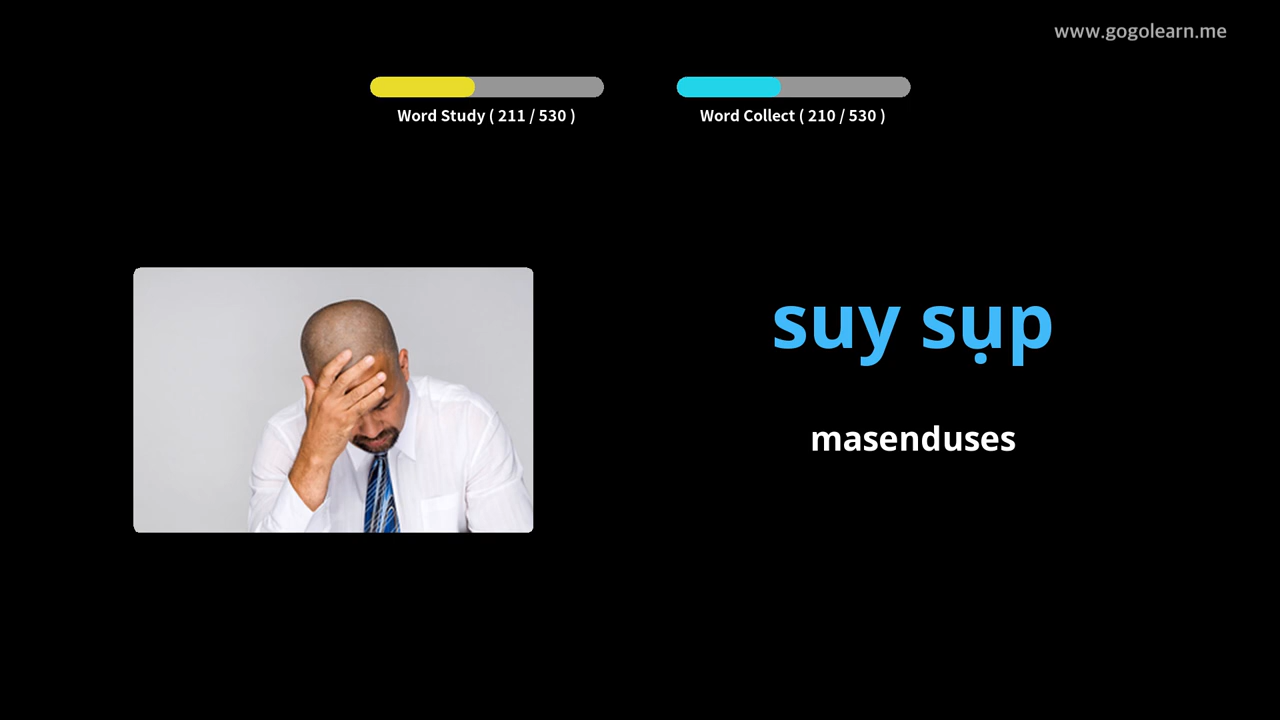 www.gogolearn.me
Word Study ( 211 / 530 )
Word Collect ( 210 / 530 )
suy sụp
masenduses